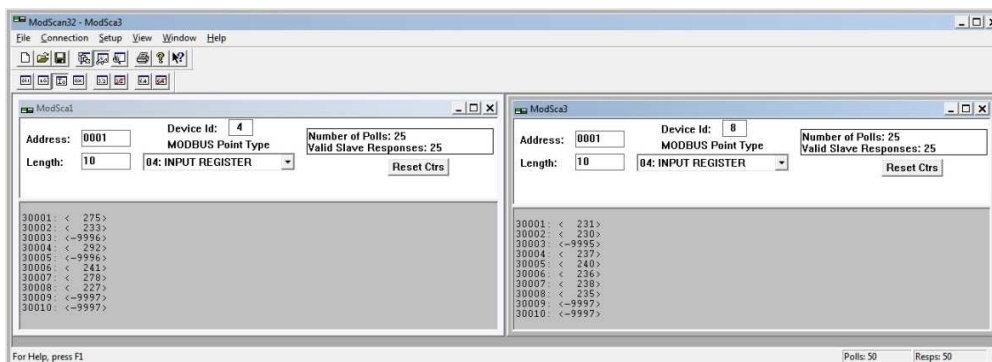 ModScan32 - ModSca3
File Connection Setup View Window Help
ModSca1
Address: 0001
Device Id: 4
MODBUS Point Type
Length: 10
04: INPUT REGISTER
Number of Polls: 25
Valid Slave Responses: 25
Reset Ctrs
30001: < 275>
30002: < 233>
30003: <-9996>
30004: < 292>
30005: <-9996>
30006: < 241>
30007: < 278>
30008: < 227>
30009: <-9997>
30010: <-9997>
ModSca3
Address: 0001
Device Id: 8
MODBUS Point Type
Length: 10
04: INPUT REGISTER
Number of Polls: 25
Valid Slave Responses: 25
Reset Ctrs
30001: < 231>
30002: < 230>
30003: <-9995>
30004: < 237>
30005: < 240>
30006: < 236>
30007: < 238>
30008: < 235>
30009: <-9997>
30010: <-9997>
For Help, press F1
Polls: 50
Resps: 50